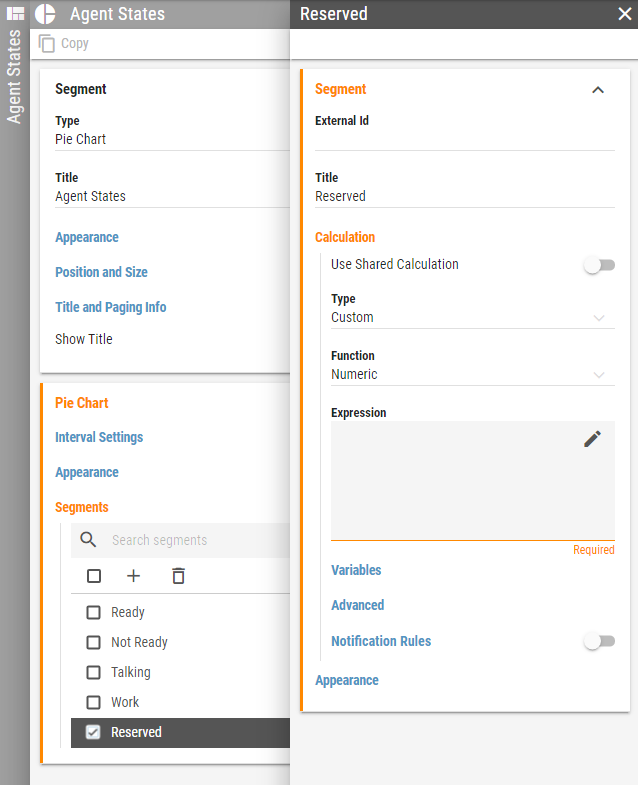 Agent States
Agent States
Copy
Segment
Type
Pie Chart
Title
Agent States
Appearance
Position and Size
Title and Paging Info
Show Title
Pie Chart
Interval Settings
Appearance
Segments
Search segments
Ready
Not Ready
Talking
Work
Reserved
Reserved
Segment
External Id
Title
Reserved
Calculation
Use Shared Calculation
Type
Custom
Function
Numeric
Expression
Required
Variables
Advanced
Notification Rules
Appearance